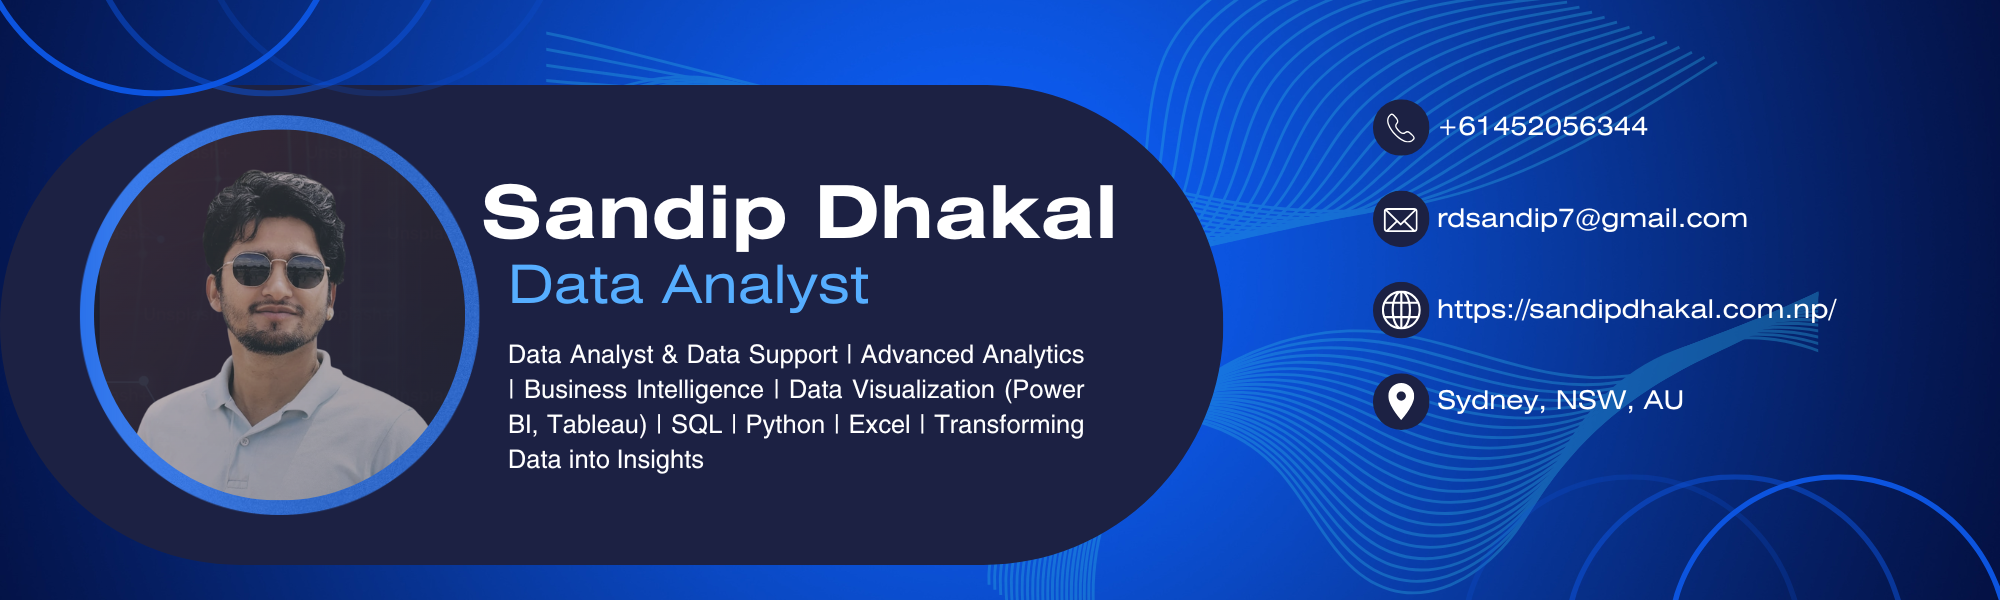 Sandip Dhakal
Data Analyst
Data Analyst & Data Support | Advanced Analytics
| Business Intelligence | Data Visualization (Power
BI, Tableau) | SQL | Python | Excel | Transforming
Data into Insights
+61452056344
rdsandip7@gmail.com
https://sandipdhakal.com.np/
Sydney, NSW, AU